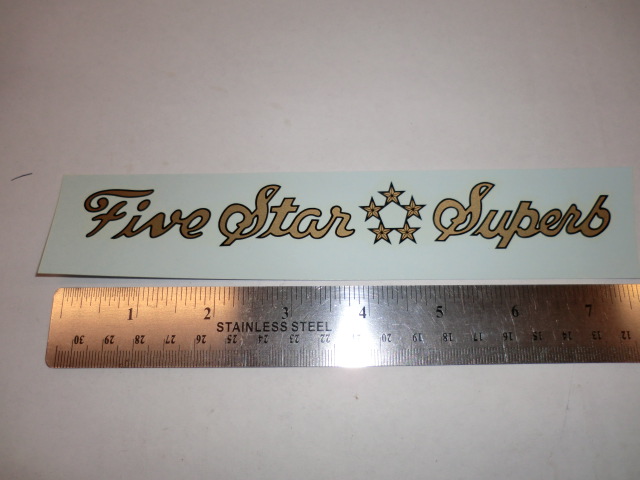 Five Star Superb
1 2 3 4 5 6 7
STAINLESS STEEL
30 29 28 27 26 25 24 23 22 21 20 19 18 17 16 15 14 13 12